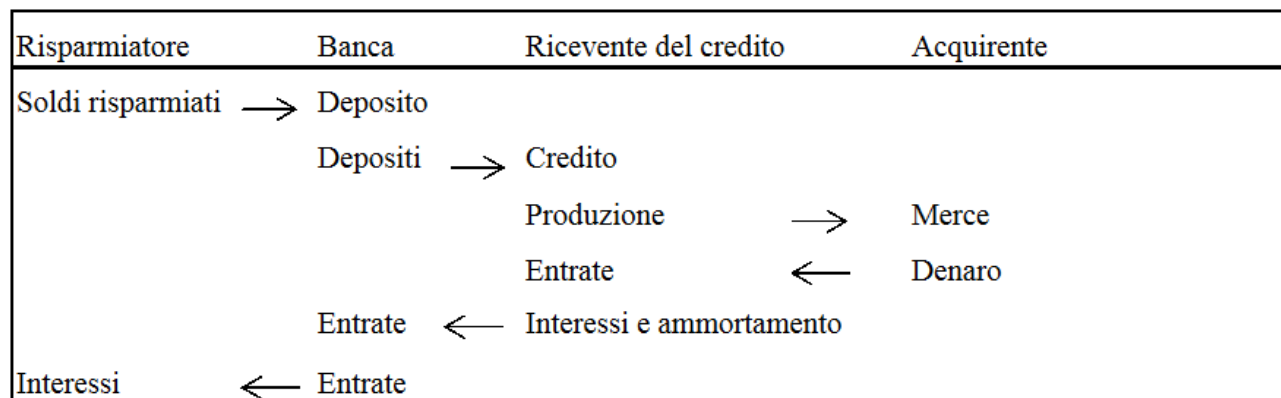 Risparmiatore Banca Ricevente del credito Acquirente
Soldi risparmiati Deposito
Depositi Credito
Produzione Merce
Entrate Denaro
Entrate Interessi e ammortamento
Interessi Entrate